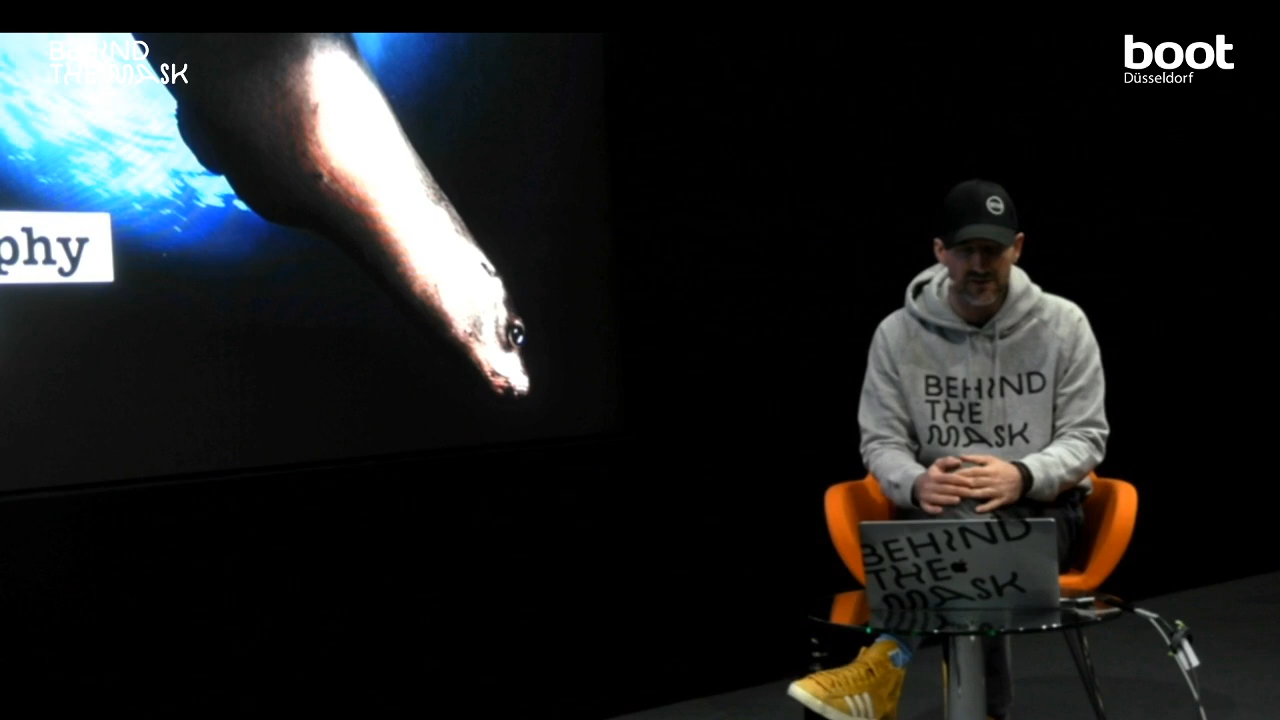 BEHIND
THE MASK
boot
Düsseldorf
phy
BEHIND
THE
MASK
BEHIND
THE
MASK